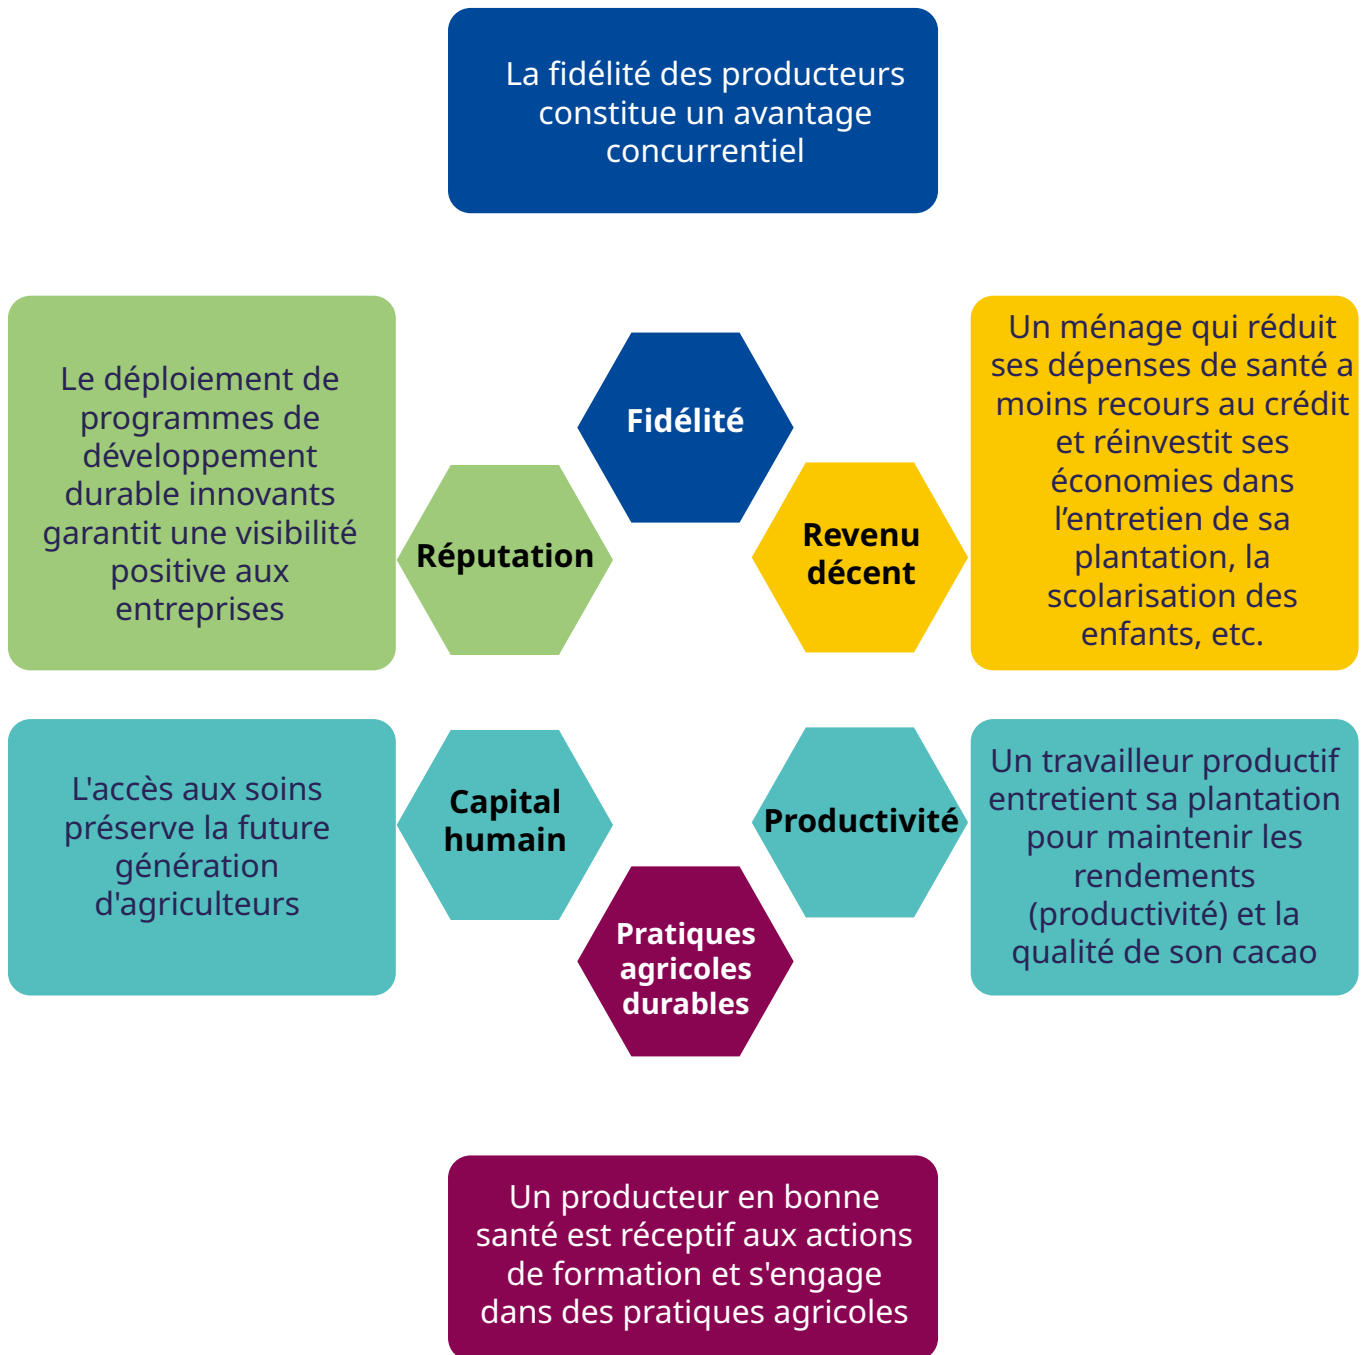 La fidélité des producteurs
constitue un avantage
concurrentiel
Le déploiement de
programmes de
développement
durable innovants
garantit une visibilité
positive aux
entreprises
Fidélité
Réputation
Revenu
décent
Un ménage qui réduit
ses dépenses de santé a
moins recours au crédit
et réinvestit ses
économies dans
l’entretien de sa
plantation, la
scolarisation des
enfants, etc.
L'accès aux soins
préserve la future
génération
d'agriculteurs
Capital
humain
Productivité
Un travailleur productif
entretient sa plantation
pour maintenir les
rendements
(productivité) et la
qualité de son cacao
Pratiques
agricoles
durables
Un producteur en bonne
santé est réceptif aux actions
de formation et s'engage
dans des pratiques agricoles